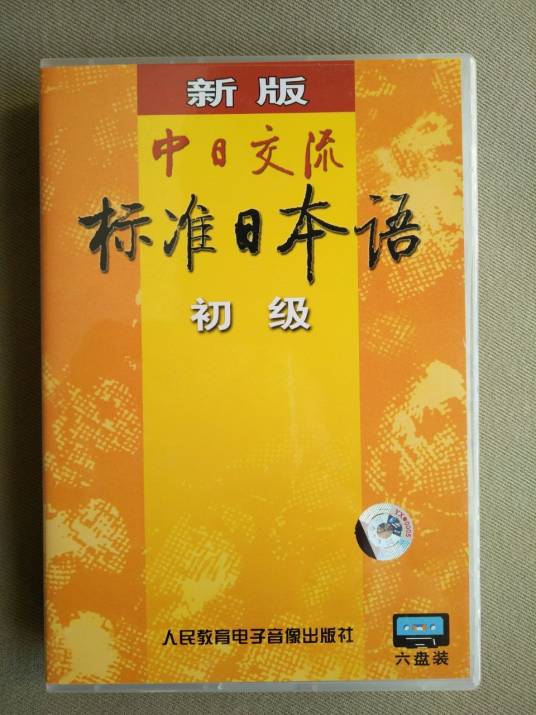 新版
中日交流
标准日本语
初级
人民教育电子音像出版社
六盘装